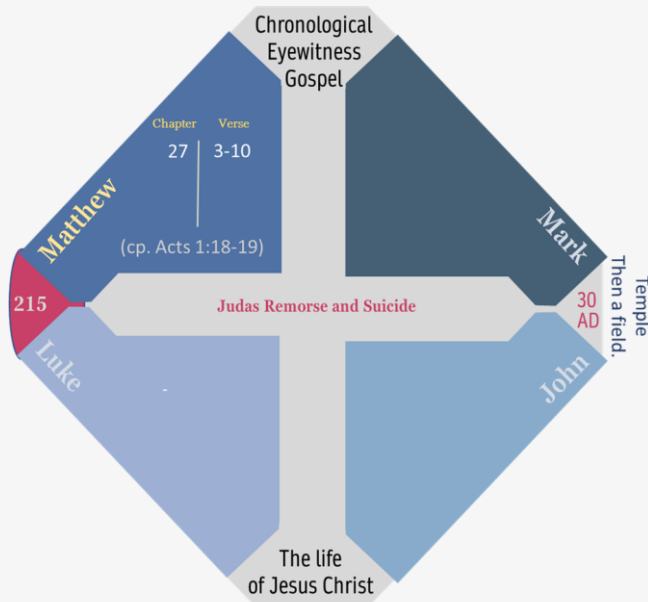 Chronological
Eyewitness
Gospel
Chapter Verse
27 3-10
(cp. Acts 1:18-19)
Matthew
Mark
215
Judas Remorse and Suicide
30
AD
Temple
Then a field.
Luke
-
John
The life
of Jesus Christ